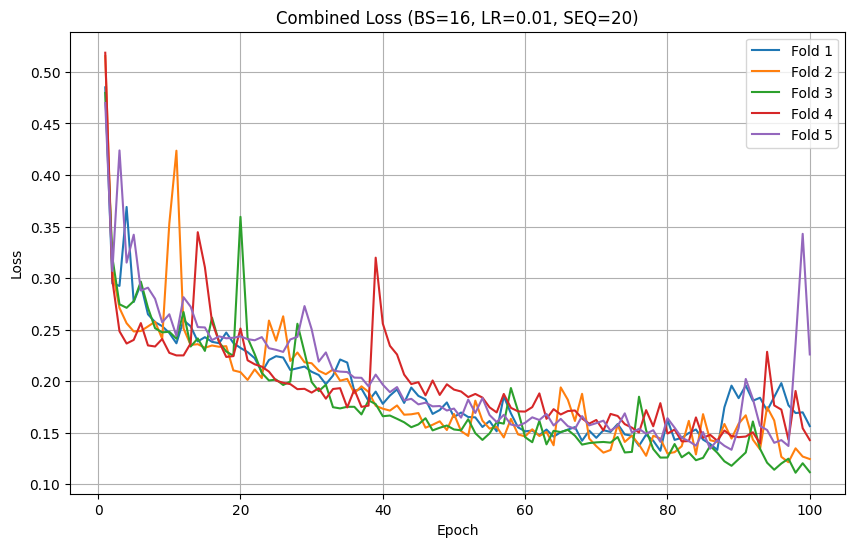 Combined Loss (BS=16, LR=0.01, SEQ=20)
Loss
0.50
0.45
0.40
0.35
0.30
0.25
0.20
0.15
0.10
Fold 1
Fold 2
Fold 3
Fold 4
Fold 5
0 20 40 60 80 100
Epoch